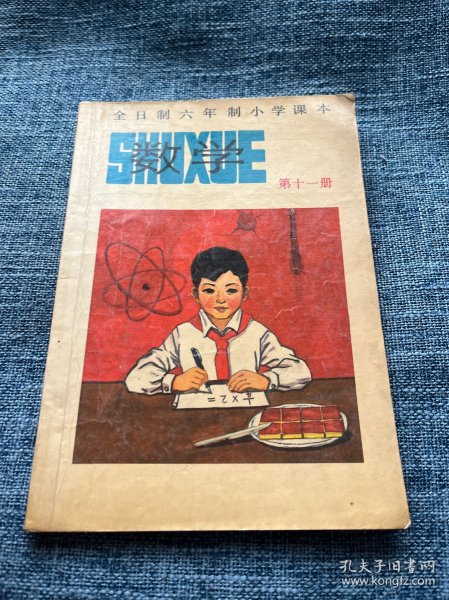 全日制六年制小学课本
SHUXUE
数学
第十一册
孔夫子旧书网
www.kongfz.com